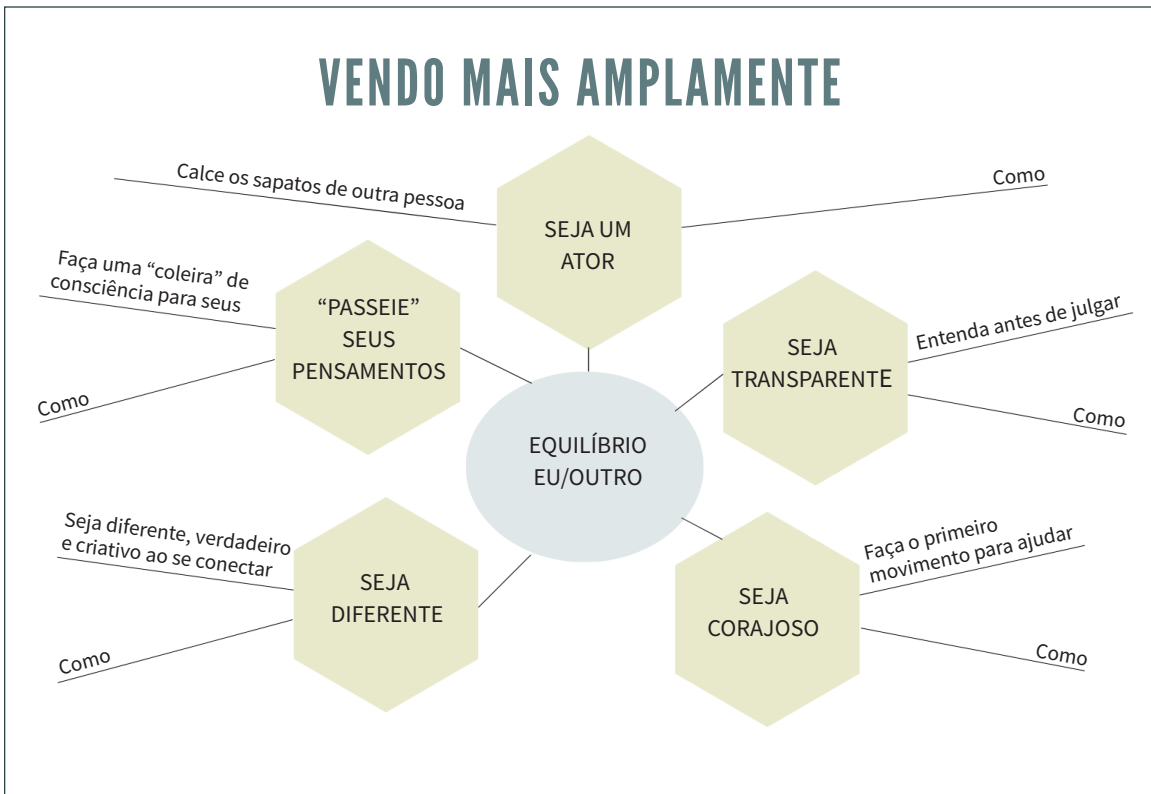 VENDO MAIS AMPLAMENTE
Calce os sapatos de outra pessoa
SEJA UM
ATOR
Como
Faça uma “coleira” de
consciência para seus
“PASSEIE”
SEUS
PENSAMENTOS
Como
Entenda antes de julgar
SEJA
TRANSPARENTE
Como
EQUILÍBRIO
EU/OUTRO
Seja diferente, verdadeiro
e criativo ao se conectar
SEJA
DIFERENTE
Como
Faça o primeiro
movimento para ajudar
SEJA
CORAJOSO
Como